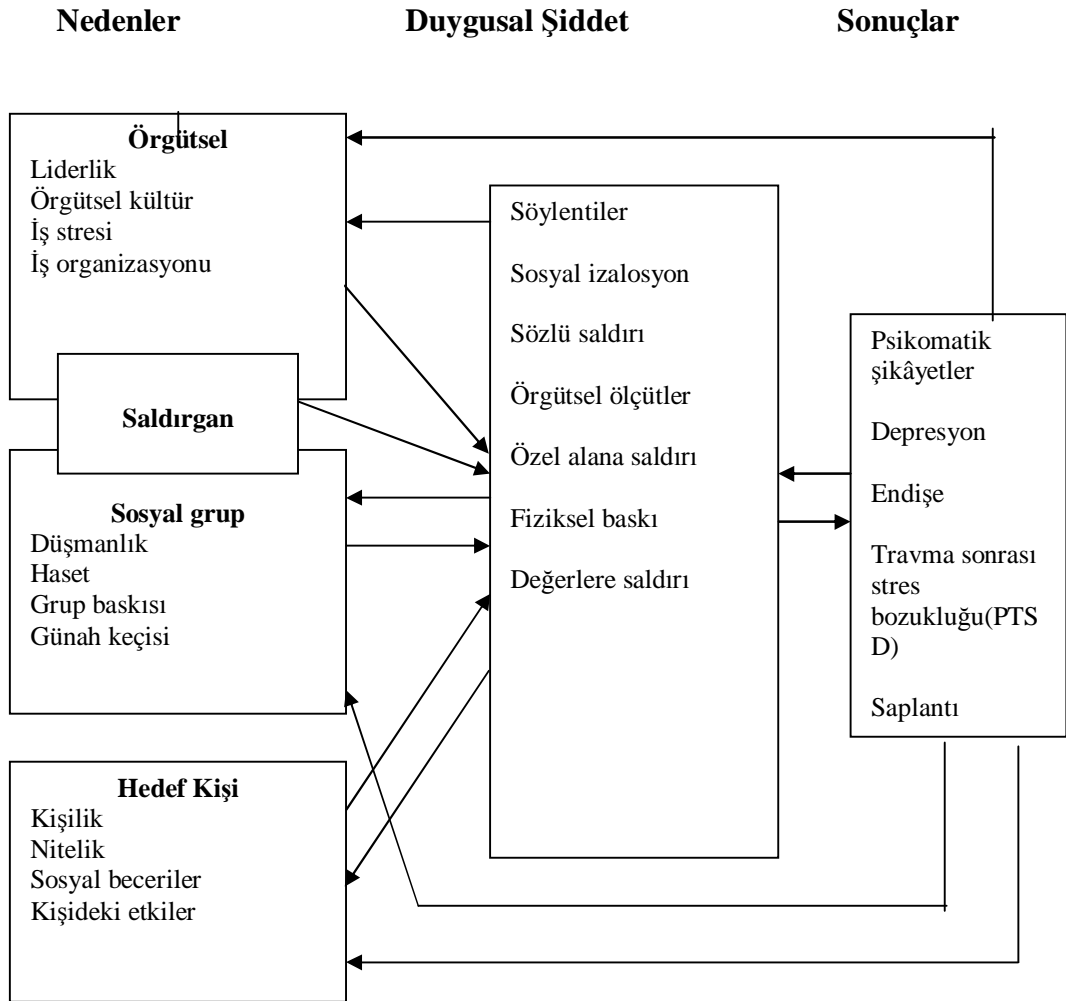 Nedenler
Duygusal Şiddet
Sonuçlar
Örgütsel
Liderlik
Örgütsel kültür
İş stresi
İş organizasyonu
Saldırgan
Sosyal grup
Düşmanlık
Haset
Grup baskısı
Günah keçisi
Hedef Kişi
Kişilik
Nitelik
Sosyal beceriler
Kişideki etkiler
Söylentiler
Sosyal izalosyon
Sözlü saldırı
Örgütsel ölçütler
Özel alana saldırı
Fiziksel baskı
Değerlere saldırı
Psikomatik
şikâyetler
Depresyon
Endişe
Travma sonrası
stres
bozukluğu(PTS
D)
Saplantı